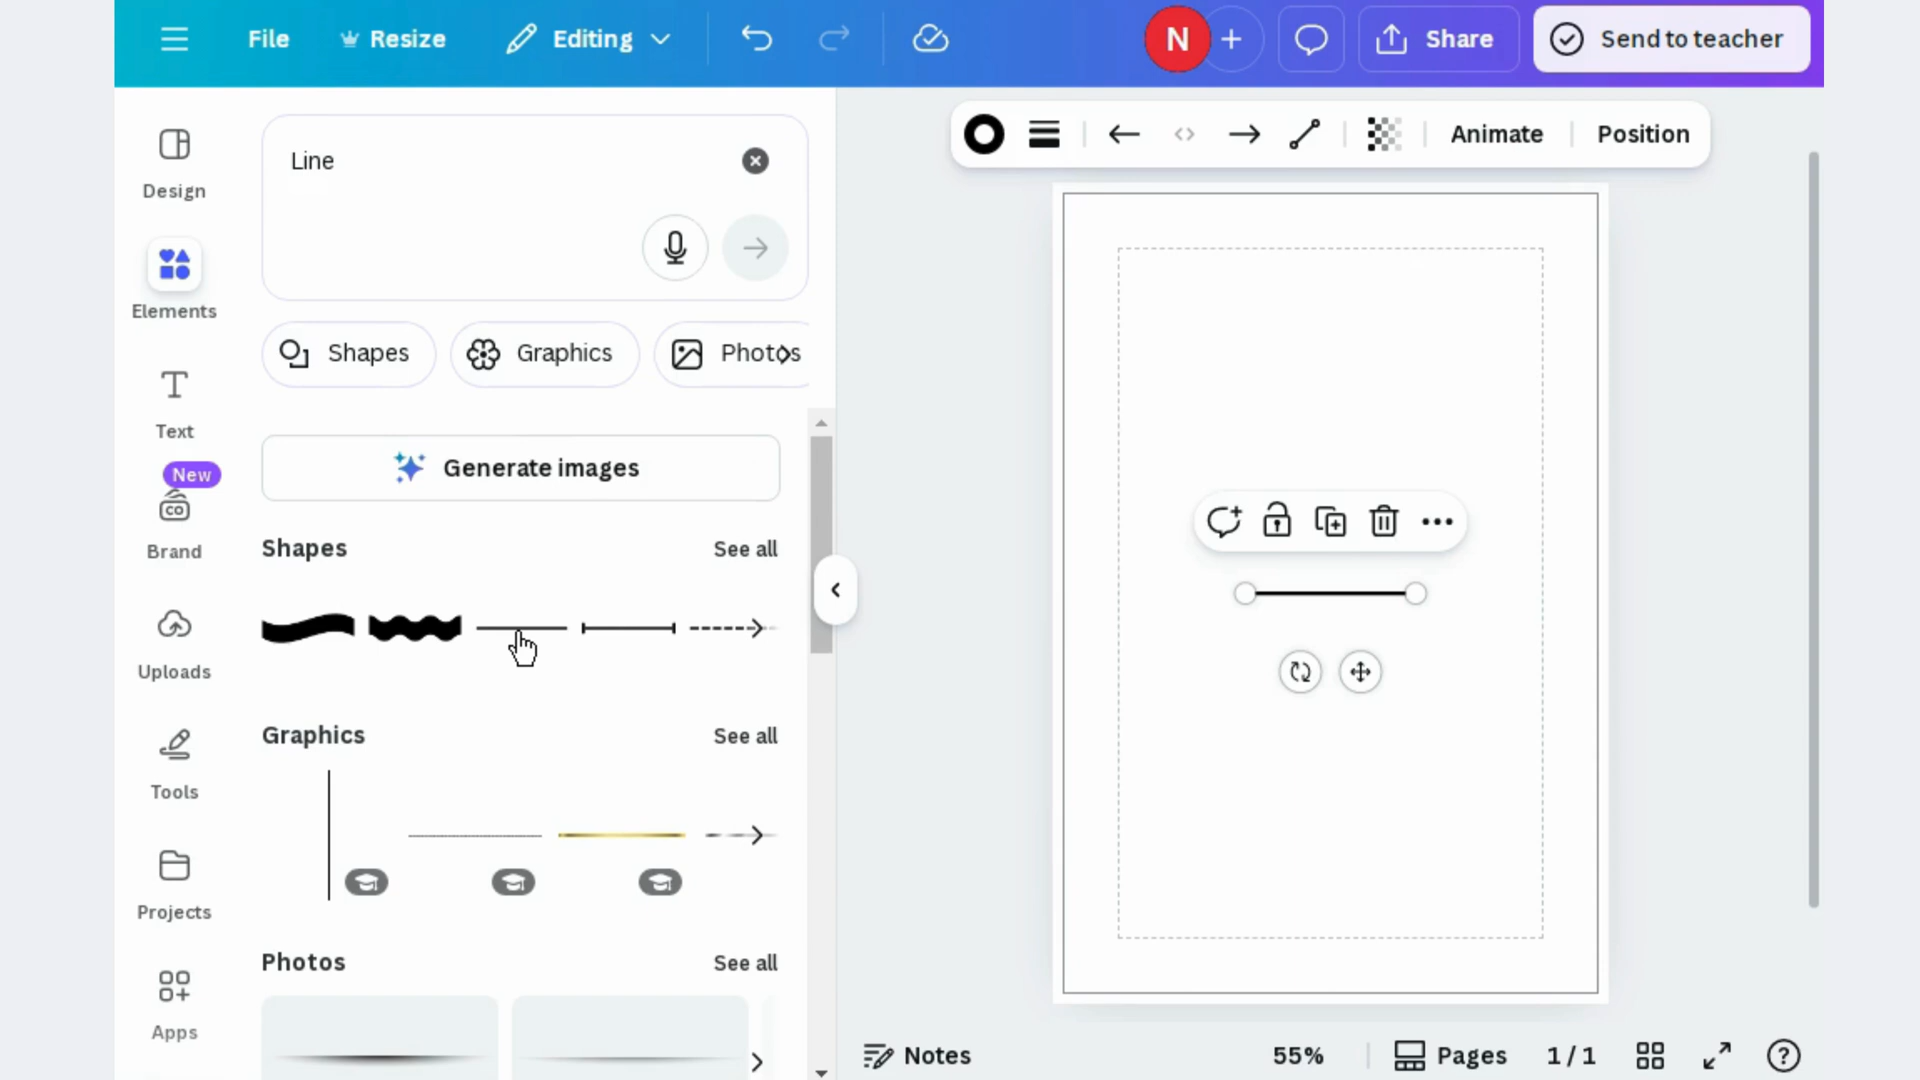 File
Resize
Editing
N
Share
Send to teacher
Design
Elements
Text
New
Brand
Uploads
Tools
Projects
Apps
Line
Shapes
Graphics
Photos
Generate images
Shapes
See all
Graphics
See all
Photos
See all
Animate
Position
Notes
55%
Pages
1 / 1